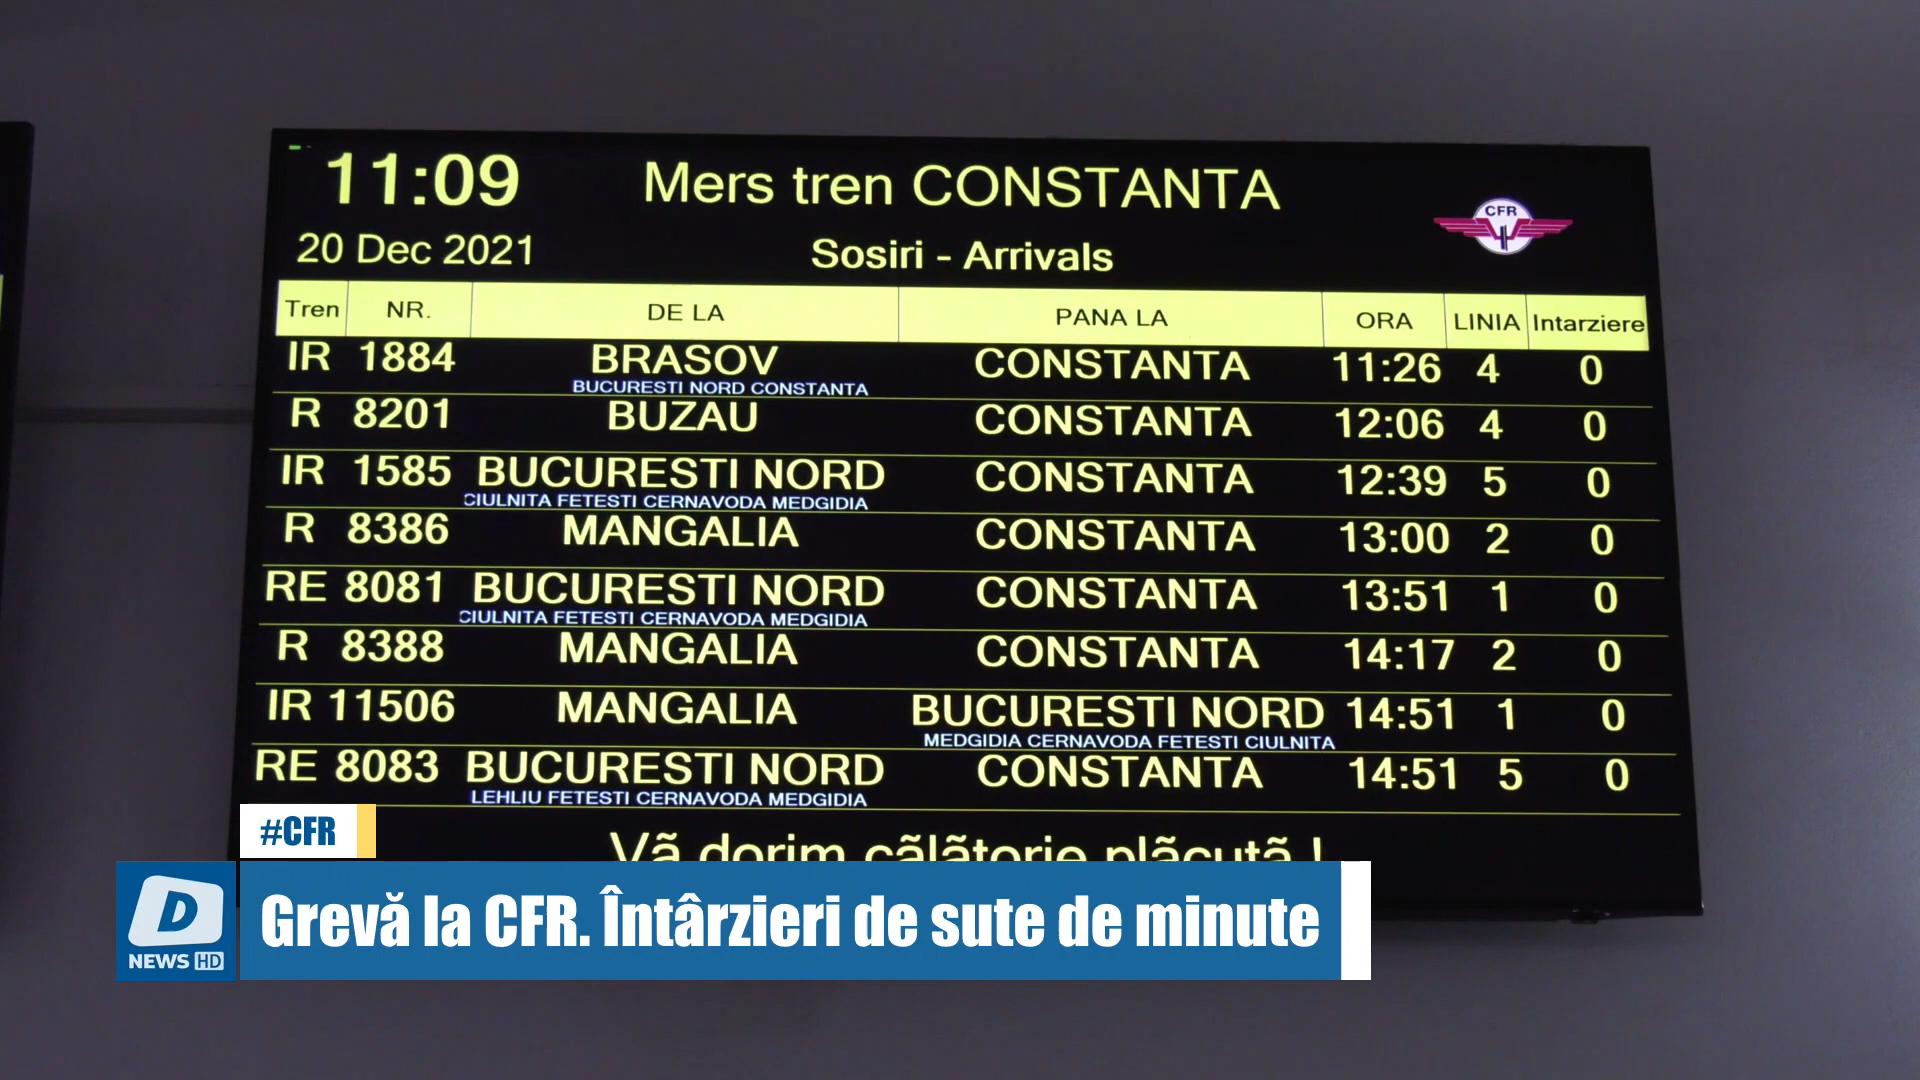 11:09 Mers tren CONSTANTA
CFR
20 Dec 2021 Sosiri - Arrivals
Tren NR. DE LA PANA LA ORA LINIA Intarziere
IR 1884 BRASOV CONSTANTA 11:26 4 0
BUCURESTI NORD CONSTANTA
R 8201 BUZAU CONSTANTA 12:06 4 0
IR 1585 BUCURESTI NORD CONSTANTA 12:39 5 0
CIULNITA FETESTI CERNAVODA MEDGIDIA
R 8386 MANGALIA CONSTANTA 13:00 2 0
RE 8081 BUCURESTI NORD CONSTANTA 13:51 1 0
CIULNITA FETESTI CERNAVODA MEDGIDIA
R 8388 MANGALIA CONSTANTA 14:17 2 0
IR 11506 MANGALIA BUCURESTI NORD 14:51 1 0
MEDGIDIA CERNAVODA FETESTI CIULNITA
RE 8083 BUCURESTI NORD CONSTANTA 14:51 5 0
LEHLIU FETESTI CERNAVODA MEDGIDIA
Vã dorim cãlãtorie plãcutã !
#CFR
Grevă la CFR. Întârzieri de sute de minute
D
NEWS HD